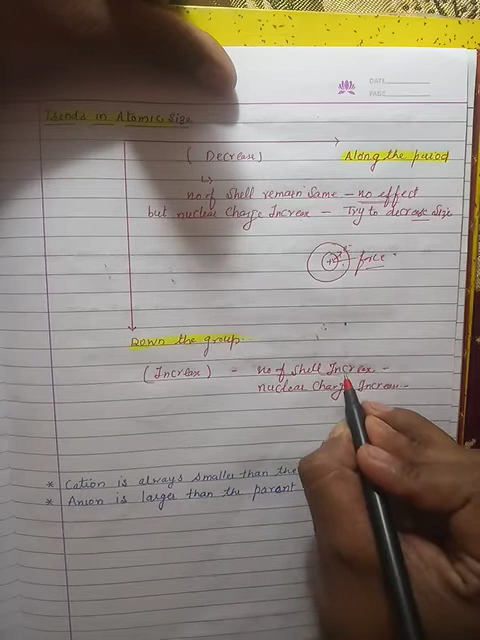 DATE
PAGE
Trends in Atomic Size
(Decrease)
Along the period
no of shell remain same - no effect
but nuclear charge Increase - Try to decrease size
force
Down the group.
(Increase) - no of shell Increase -
nuclear charge Increase -
* Cation is always smaller than the
* Anion is larger than the parant